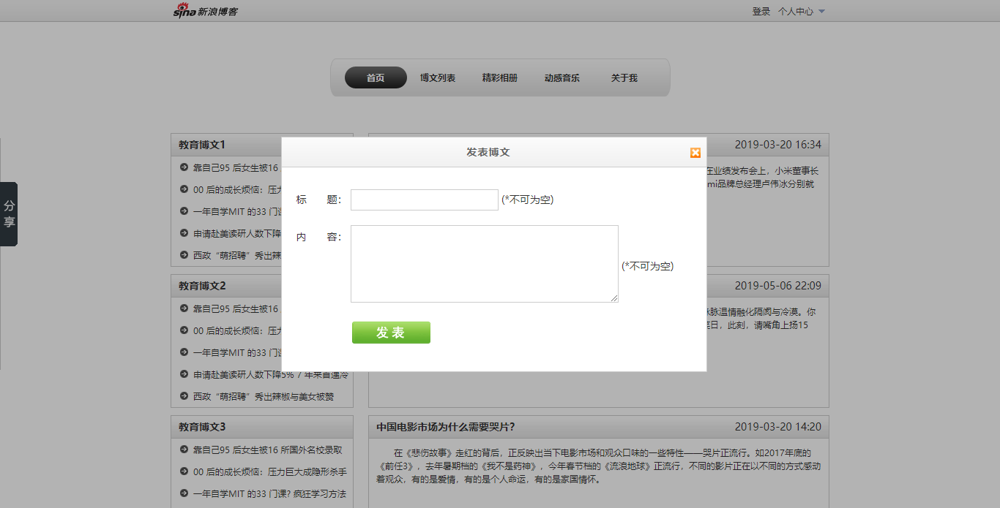 sina 新浪博客
登录 个人中心
首页 博文列表 精彩相册 动感音乐 关于我
分享
教育博文1
靠自己95 后女生被16
00 后的成长烦恼：压力
一年自学MIT 的33 门课
申请赴美读研人数下降
西政“萌招聘”秀出辣
2019-03-20 16:34
在业绩发布会上，小米董事长
mi品牌总经理卢伟冰分别就
发表博文
标 题： (*不可为空)
内 容： (*不可为空)
发 表
教育博文2
靠自己95 后女生被16
00 后的成长烦恼：压力
一年自学MIT 的33 门课
申请赴美读研人数下降5% 7 年来首遇冷
西政“萌招聘”秀出辣椒与美女被赞
2019-05-06 22:09
脉脉温情融化隔阂与冷漠。你
笑日，此刻，请嘴角上扬15
教育博文3
靠自己95 后女生被16 所国外名校录取
00 后的成长烦恼：压力巨大成隐形杀手
一年自学MIT 的33 门课? 疯狂学习方法
中国电影市场为什么需要哭片? 2019-03-20 14:20
在《悲伤故事》走红的背后，正反映出当下电影市场和观众口味的一些特性——哭片正流行。如2017年底的
《前任3》，去年暑期档的《我不是药神》，今年春节档的《流浪地球》正流行，不同的影片正在以不同的方式感动
着观众，有的是爱情，有的是个人命运，有的是家国情怀。